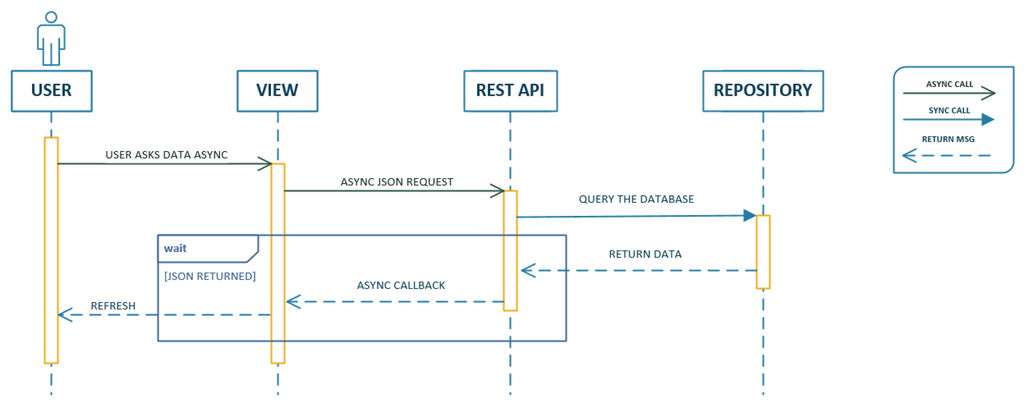 USER
VIEW
REST API
REPOSITORY
ASYNC CALL
SYNC CALL
RETURN MSG
USER ASKS DATA ASYNC
ASYNC JSON REQUEST
QUERY THE DATABASE
wait
[JSON RETURNED]
RETURN DATA
ASYNC CALLBACK
REFRESH